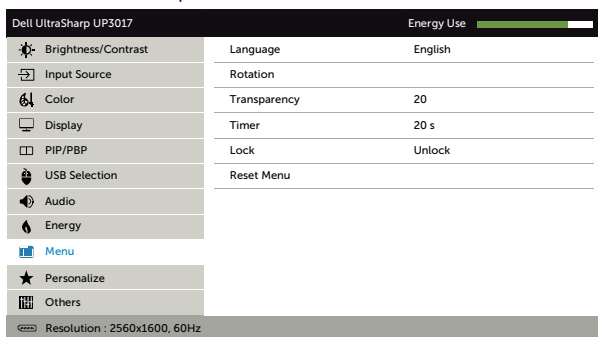 Dell UltraSharp UP3017 Energy Use
Brightness/Contrast Language English
Input Source Rotation
Color Transparency 20
Display Timer 20 s
PIP/PBP Lock Unlock
USB Selection Reset Menu
Audio
Energy
Menu
Personalize
Others
Resolution : 2560x1600, 60Hz